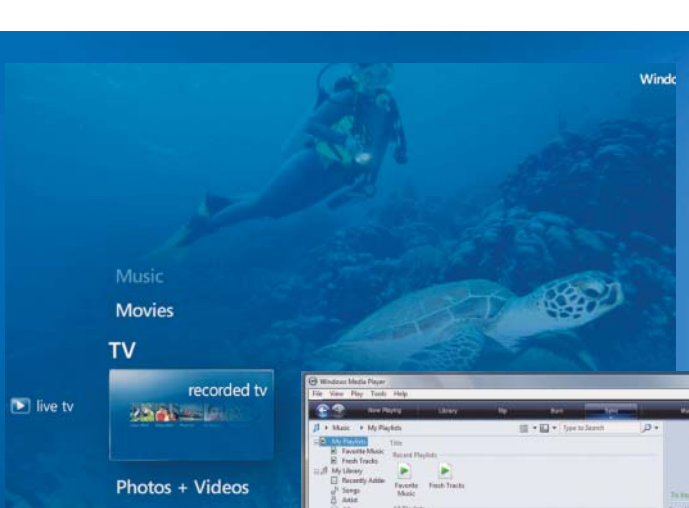 Windo
Music
Movies
TV
recorded tv
live tv
Photos + Videos
Windows Media Player
File View Play Tools Help
Now Playing Library Rip Burn Sync
Music My Playlists Type to Search
My Playlists Title
Favorite Music Recent Playlists
Fresh Tracks
My Library
Recently Adde
Songs
Artist
Favorite Music
Fresh Tracks